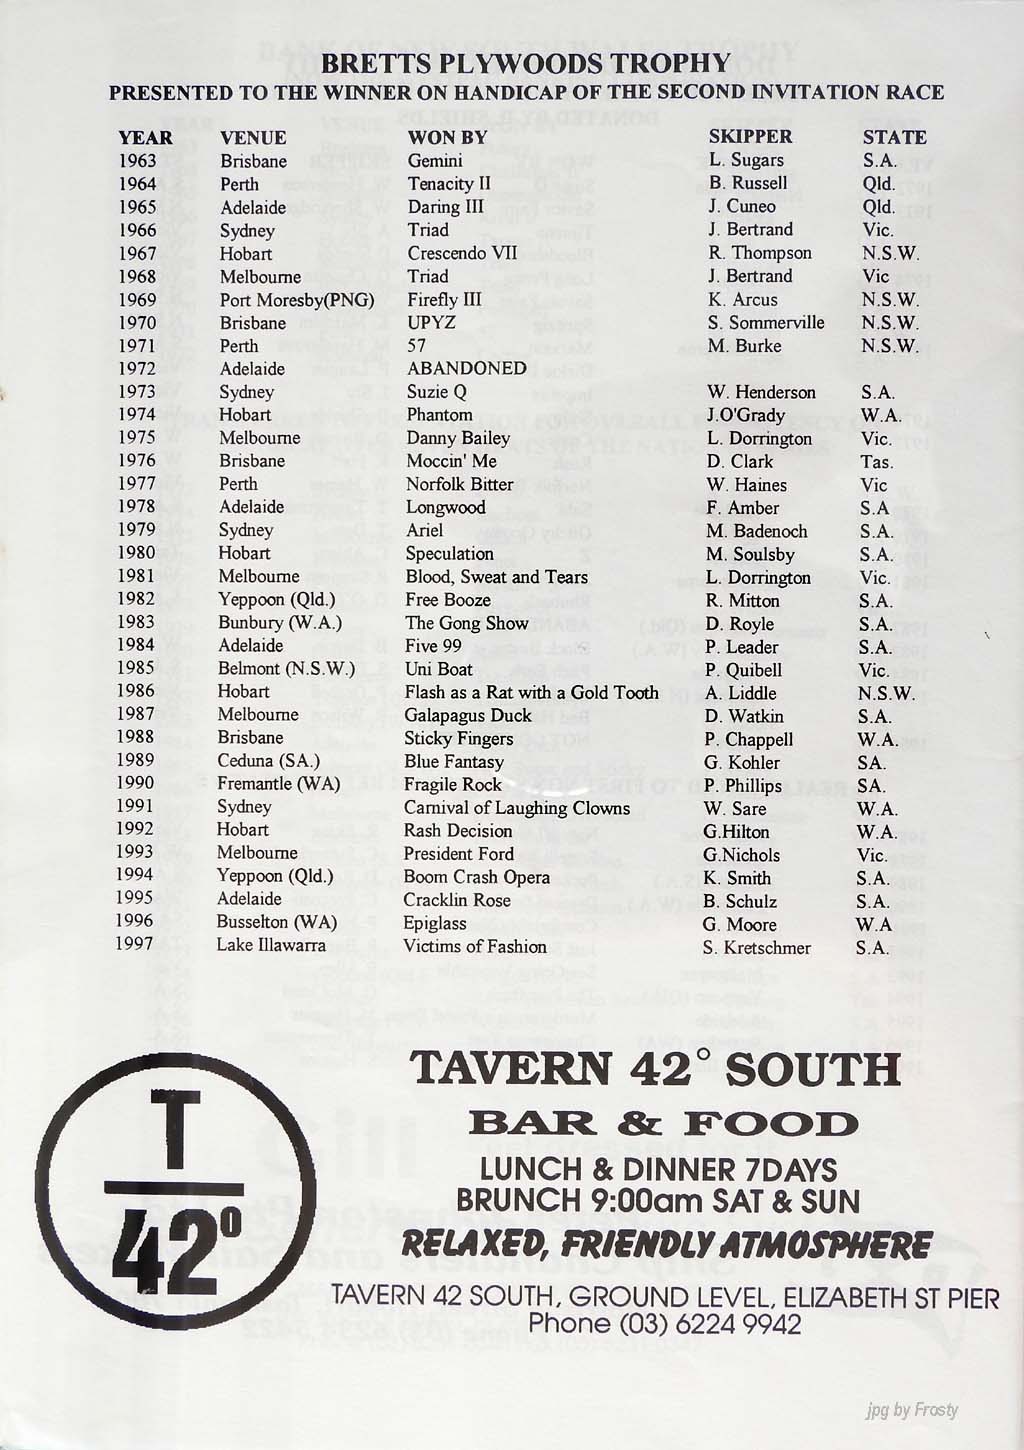 BRETTS PLYWOODS TROPHY
PRESENTED TO THE WINNER ON HANDICAP OF THE SECOND INVITATION RACE
YEAR VENUE WON BY SKIPPER STATE
1963 Brisbane Gemini L. Sugars S.A.
1964 Perth Tenacity II B. Russell Qld.
1965 Adelaide Daring III J. Cuneo Qld.
1966 Sydney Triad J. Bertrand Vic.
1967 Hobart Crescendo VII R. Thompson N.S.W.
1968 Melbourne Triad J. Bertrand Vic
1969 Port Moresby(PNG) Firefly III K. Arcus N.S.W.
1970 Brisbane UPYZ S. Sommerville N.S.W.
1971 Perth 57 M. Burke N.S.W.
1972 Adelaide ABANDONED
1973 Sydney Suzie Q W. Henderson S.A.
1974 Hobart Phantom J.O'Grady W.A.
1975 Melbourne Danny Bailey L. Dorrington Vic.
1976 Brisbane Moccin' Me D. Clark Tas.
1977 Perth Norfolk Bitter W. Haines Vic
1978 Adelaide Longwood F. Amber S.A
1979 Sydney Ariel M. Badenoch S.A.
1980 Hobart Speculation M. Soulsby S.A.
1981 Melbourne Blood, Sweat and Tears L. Dorrington Vic.
1982 Yeppoon (Qld.) Free Booze R. Mitton S.A.
1983 Bunbury (W.A.) The Gong Show D. Royle S.A.
1984 Adelaide Five 99 P. Leader S.A.
1985 Belmont (N.S.W.) Uni Boat P. Quibell Vic.
1986 Hobart Flash as a Rat with a Gold Tooth A. Liddle N.S.W.
1987 Melbourne Galapagus Duck D. Watkin S.A.
1988 Brisbane Sticky Fingers P. Chappell W.A.
1989 Ceduna (SA.) Blue Fantasy G. Kohler SA.
1990 Fremantle (WA) Fragile Rock P. Phillips SA.
1991 Sydney Carnival of Laughing Clowns W. Sare W.A.
1992 Hobart Rash Decision G.Hilton W.A.
1993 Melbourne President Ford G.Nichols Vic.
1994 Yeppoon (Qld.) Boom Crash Opera K. Smith S.A.
1995 Adelaide Cracklin Rose B. Schulz S.A.
1996 Busselton (WA) Epiglass G. Moore W.A
1997 Lake Illawarra Victims of Fashion S. Kretschmer S.A.
T
42°
TAVERN 42° SOUTH
BAR & FOOD
LUNCH & DINNER 7DAYS
BRUNCH 9:00am SAT & SUN
RELAXED, FRIENDLY ATMOSPHERE
TAVERN 42 SOUTH, GROUND LEVEL, ELIZABETH ST PIER
Phone (03) 6224 9942
jpg by Frosty